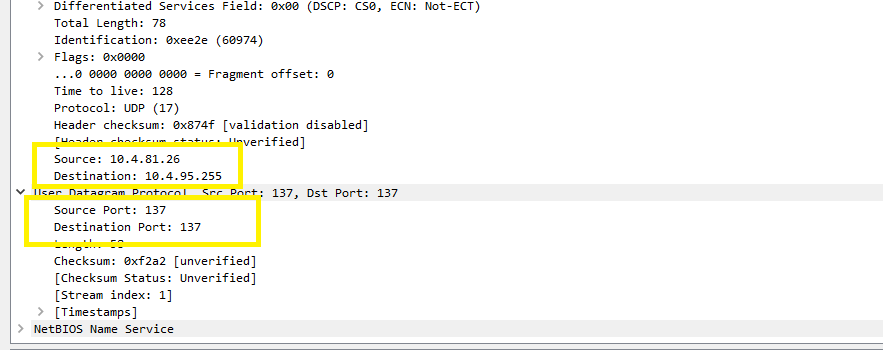 Differentiated Services Field: 0x00 (DSCP: CS0, ECN: Not-ECT)
Total Length: 78
Identification: 0xee2e (60974)
Flags: 0x0000
...0 0000 0000 0000 = Fragment offset: 0
Time to live: 128
Protocol: UDP (17)
Header checksum: 0x874f [validation disabled]
[Header checksum status: Unverified]
Source: 10.4.81.26
Destination: 10.4.95.255
User Datagram Protocol, Src Port: 137, Dst Port: 137
Source Port: 137
Destination Port: 137
Length: 58
Checksum: 0xf2a2 [unverified]
[Checksum Status: Unverified]
[Stream index: 1]
[Timestamps]
NetBIOS Name Service